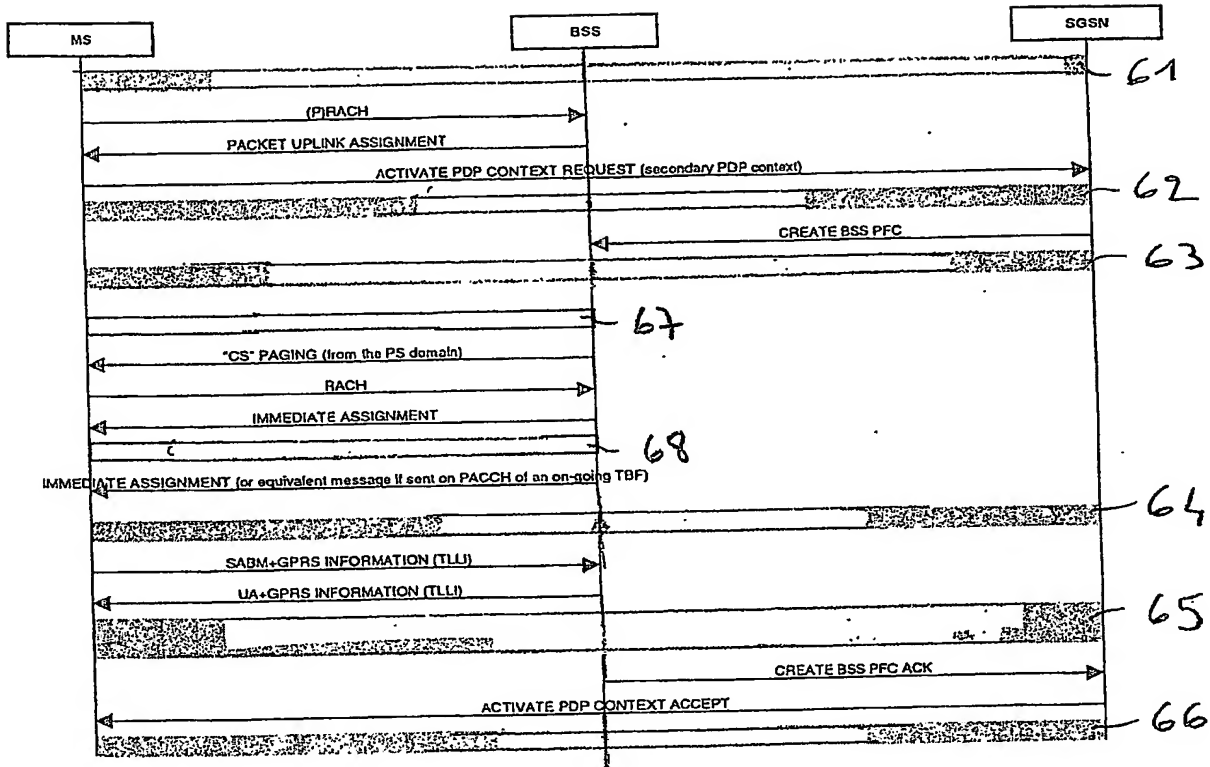 MS
BSS
SGSN
61
(P)RACH
PACKET UPLINK ASSIGNMENT
ACTIVATE PDP CONTEXT REQUEST (secondary PDP context)
62
CREATE BSS PFC
63
67
"CS" PAGING (from the PS domain)
RACH
IMMEDIATE ASSIGNMENT
68
IMMEDIATE ASSIGNMENT (or equivalent message if sent on PACCH of an on-going TBF)
64
SABM+GPRS INFORMATION (TLLI)
UA+GPRS INFORMATION (TLLI)
65
CREATE BSS PFC ACK
ACTIVATE PDP CONTEXT ACCEPT
66